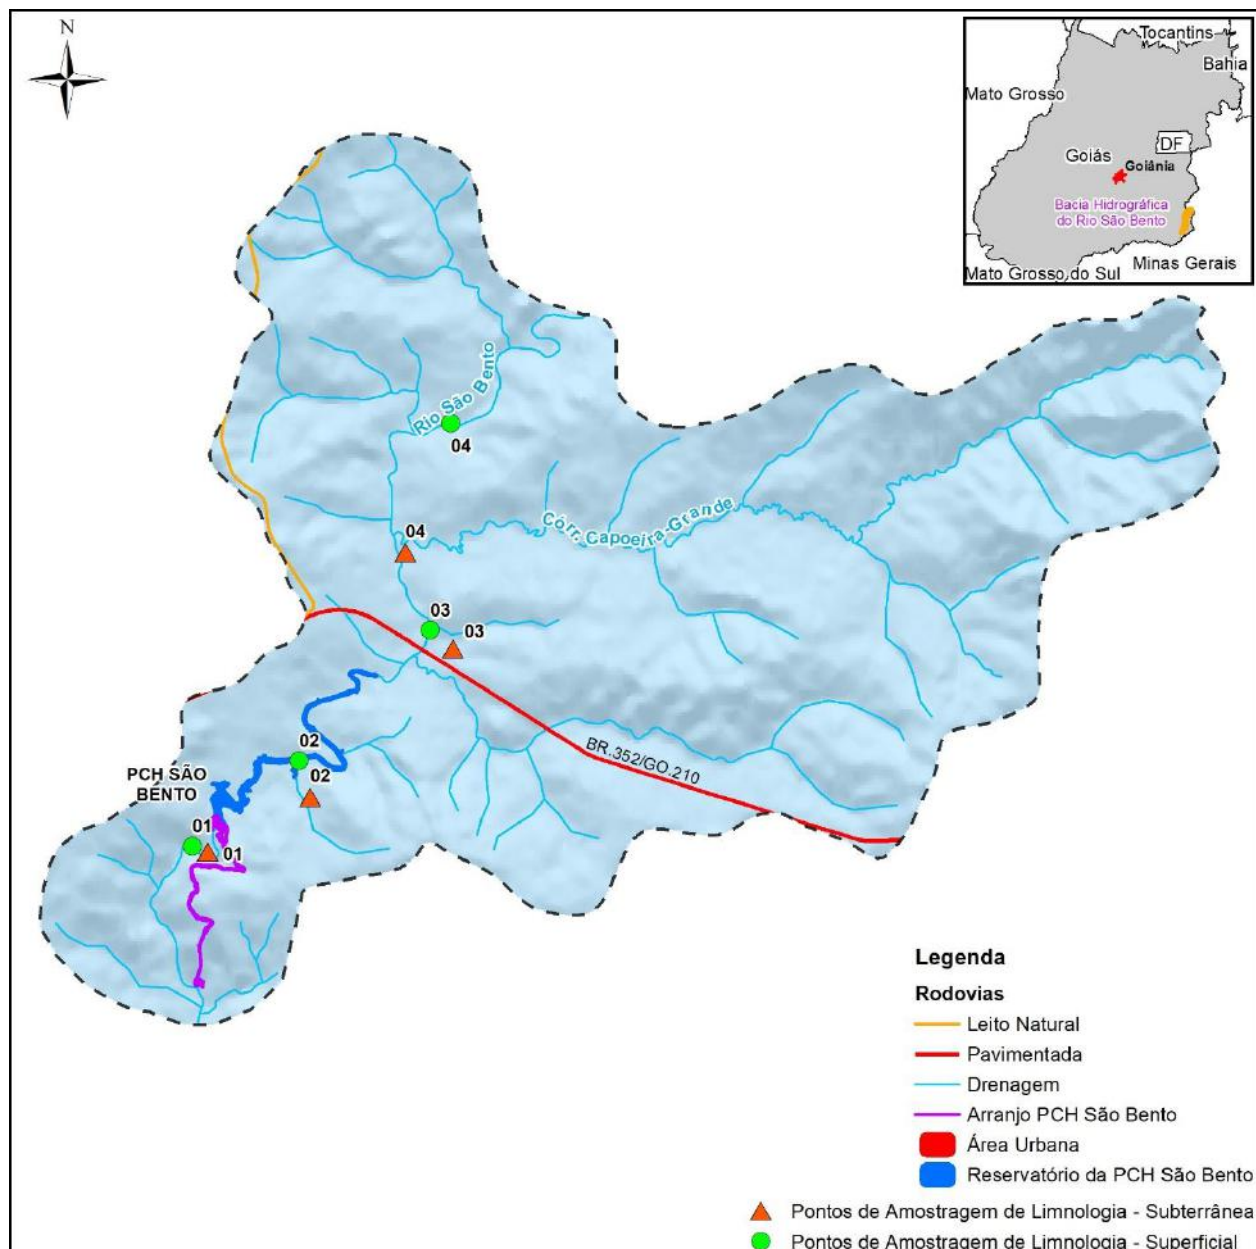 N
Tocantins
Bahia
Mato Grosso
DF
Goiás
Goiânia
Bacia Hidrográfica
do Rio São Bento
Minas Gerais
Mato Grosso do Sul
Rio São Bento
04
Córr. Capoeira-Grande
04
03
03
BR.352/GO.210
02
02
PCH SÃO
BENTO
01
01
Legenda
Rodovias
Leito Natural
Pavimentada
Drenagem
Arranjo PCH São Bento
Área Urbana
Reservatório da PCH São Bento
Pontos de Amostragem de Limnologia - Subterrânea
Pontos de Amostragem de Limnologia - Superficial